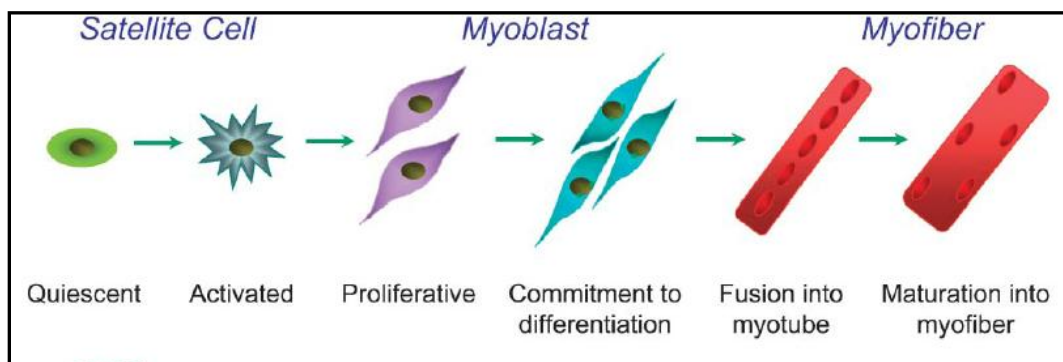 Satellite Cell Myoblast Myofiber
Quiescent Activated Proliferative Commitment to differentiation Fusion into myotube Maturation into myofiber